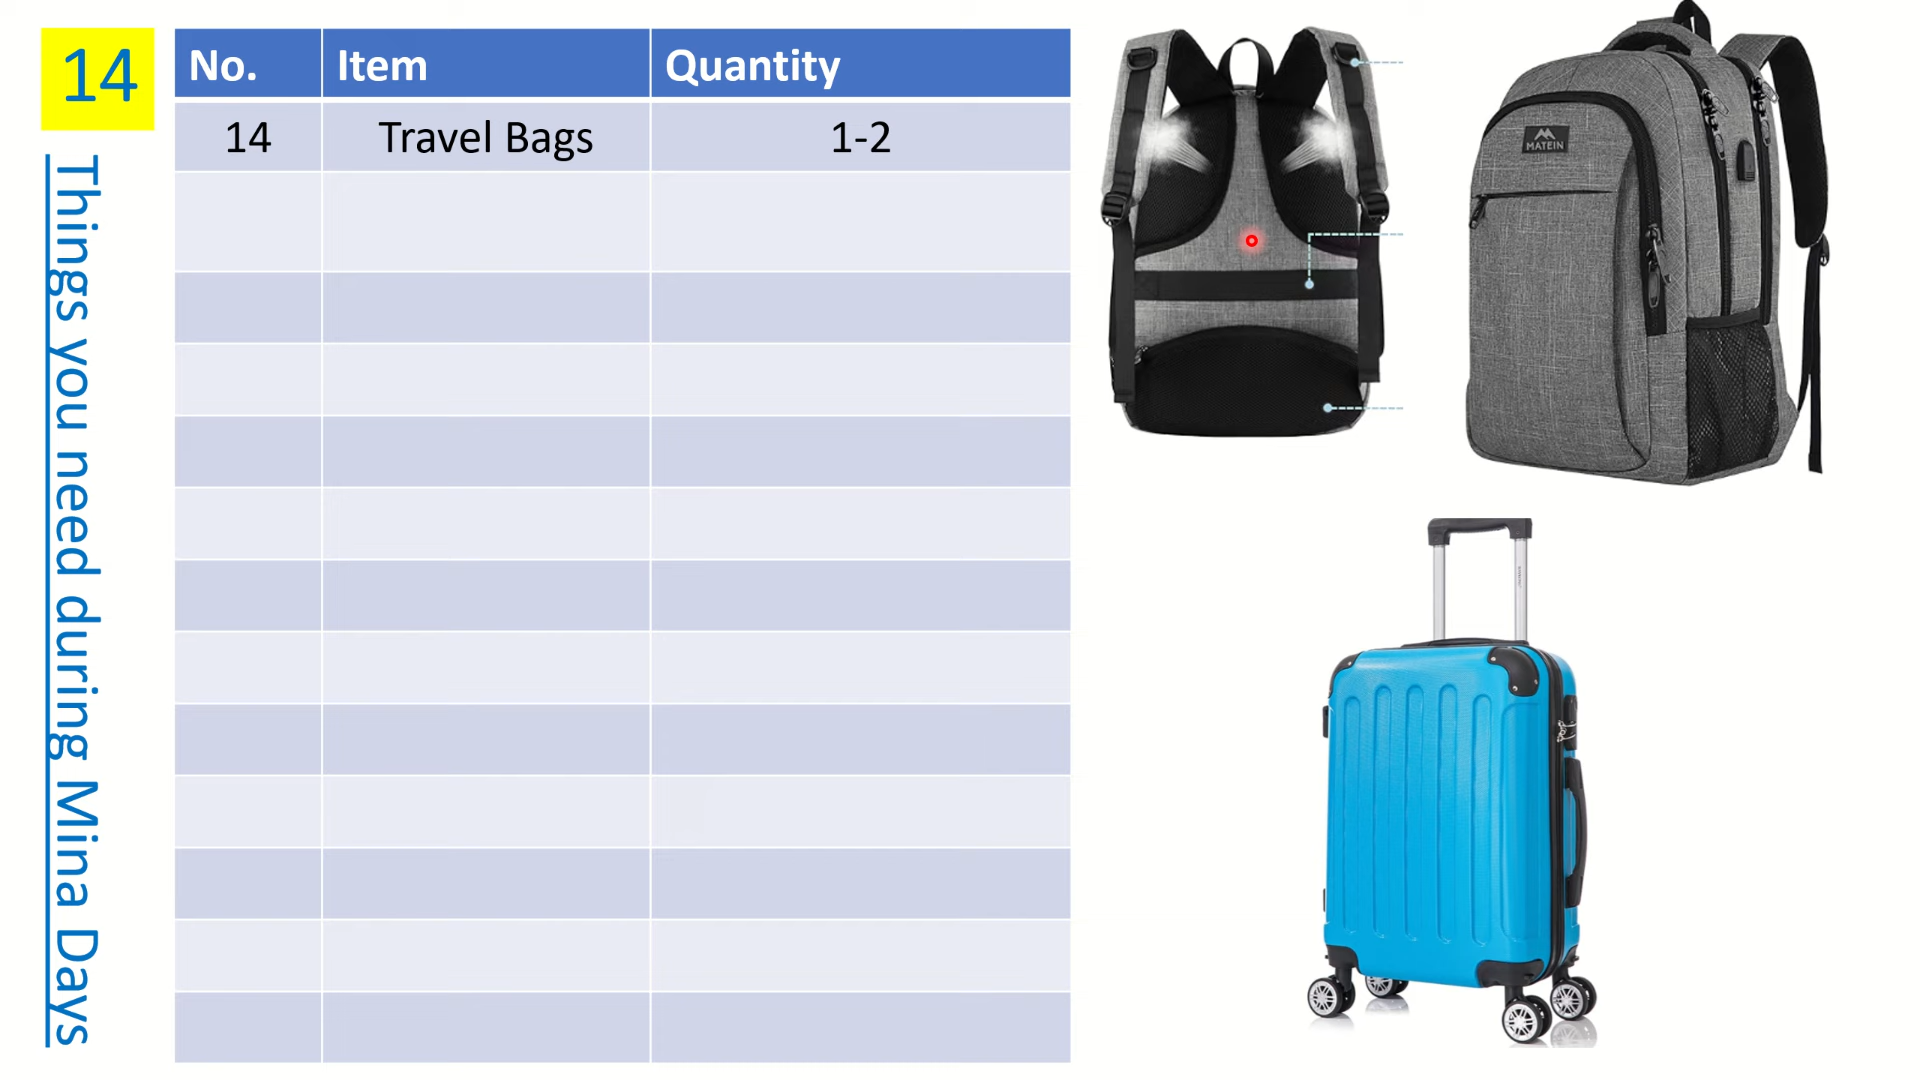 14
Things you need during Mina Days
No. Item Quantity
14 Travel Bags 1-2
MATEIN